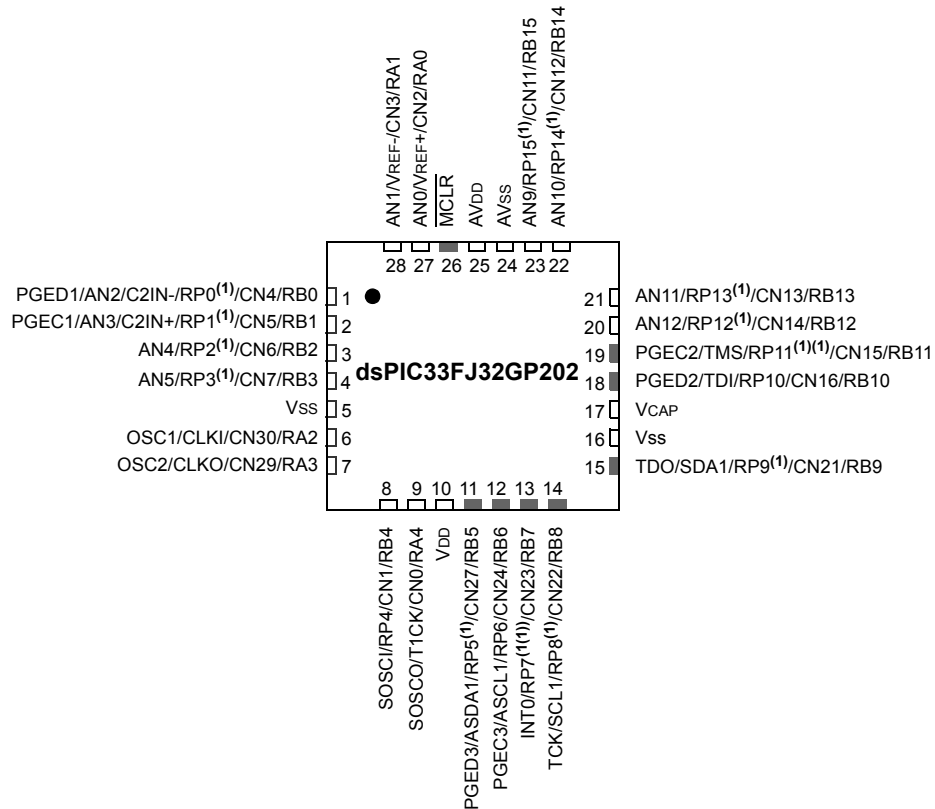 AN1/VREF-/CN3/RA1
AN0/VREF+/CN2/RA0
MCLR
AVDD
AVSS
AN9/RP15(1)/CN11/RB15
AN10/RP14(1)/CN12/RB14
28 27 26 25 24 23 22
PGED1/AN2/C2IN-/RP0(1)/CN4/RB0 1
PGEC1/AN3/C2IN+/RP1(1)/CN5/RB1 2
AN4/RP2(1)/CN6/RB2 3
AN5/RP3(1)/CN7/RB3 4
VSS 5
OSC1/CLKI/CN30/RA2 6
OSC2/CLKO/CN29/RA3 7
dsPIC33FJ32GP202
21 AN11/RP13(1)/CN13/RB13
20 AN12/RP12(1)/CN14/RB12
19 PGEC2/TMS/RP11(1)(1)/CN15/RB11
18 PGED2/TDI/RP10/CN16/RB10
17 VCAP
16 Vss
15 TDO/SDA1/RP9(1)/CN21/RB9
8 9 10 11 12 13 14
SOSCI/RP4/CN1/RB4
SOSCO/T1CK/CN0/RA4
VDD
PGED3/ASDA1/RP5(1)/CN27/RB5
PGEC3/ASCL1/RP6/CN24/RB6
INT0/RP7(1(1))/CN23/RB7
TCK/SCL1/RP8(1)/CN22/RB8